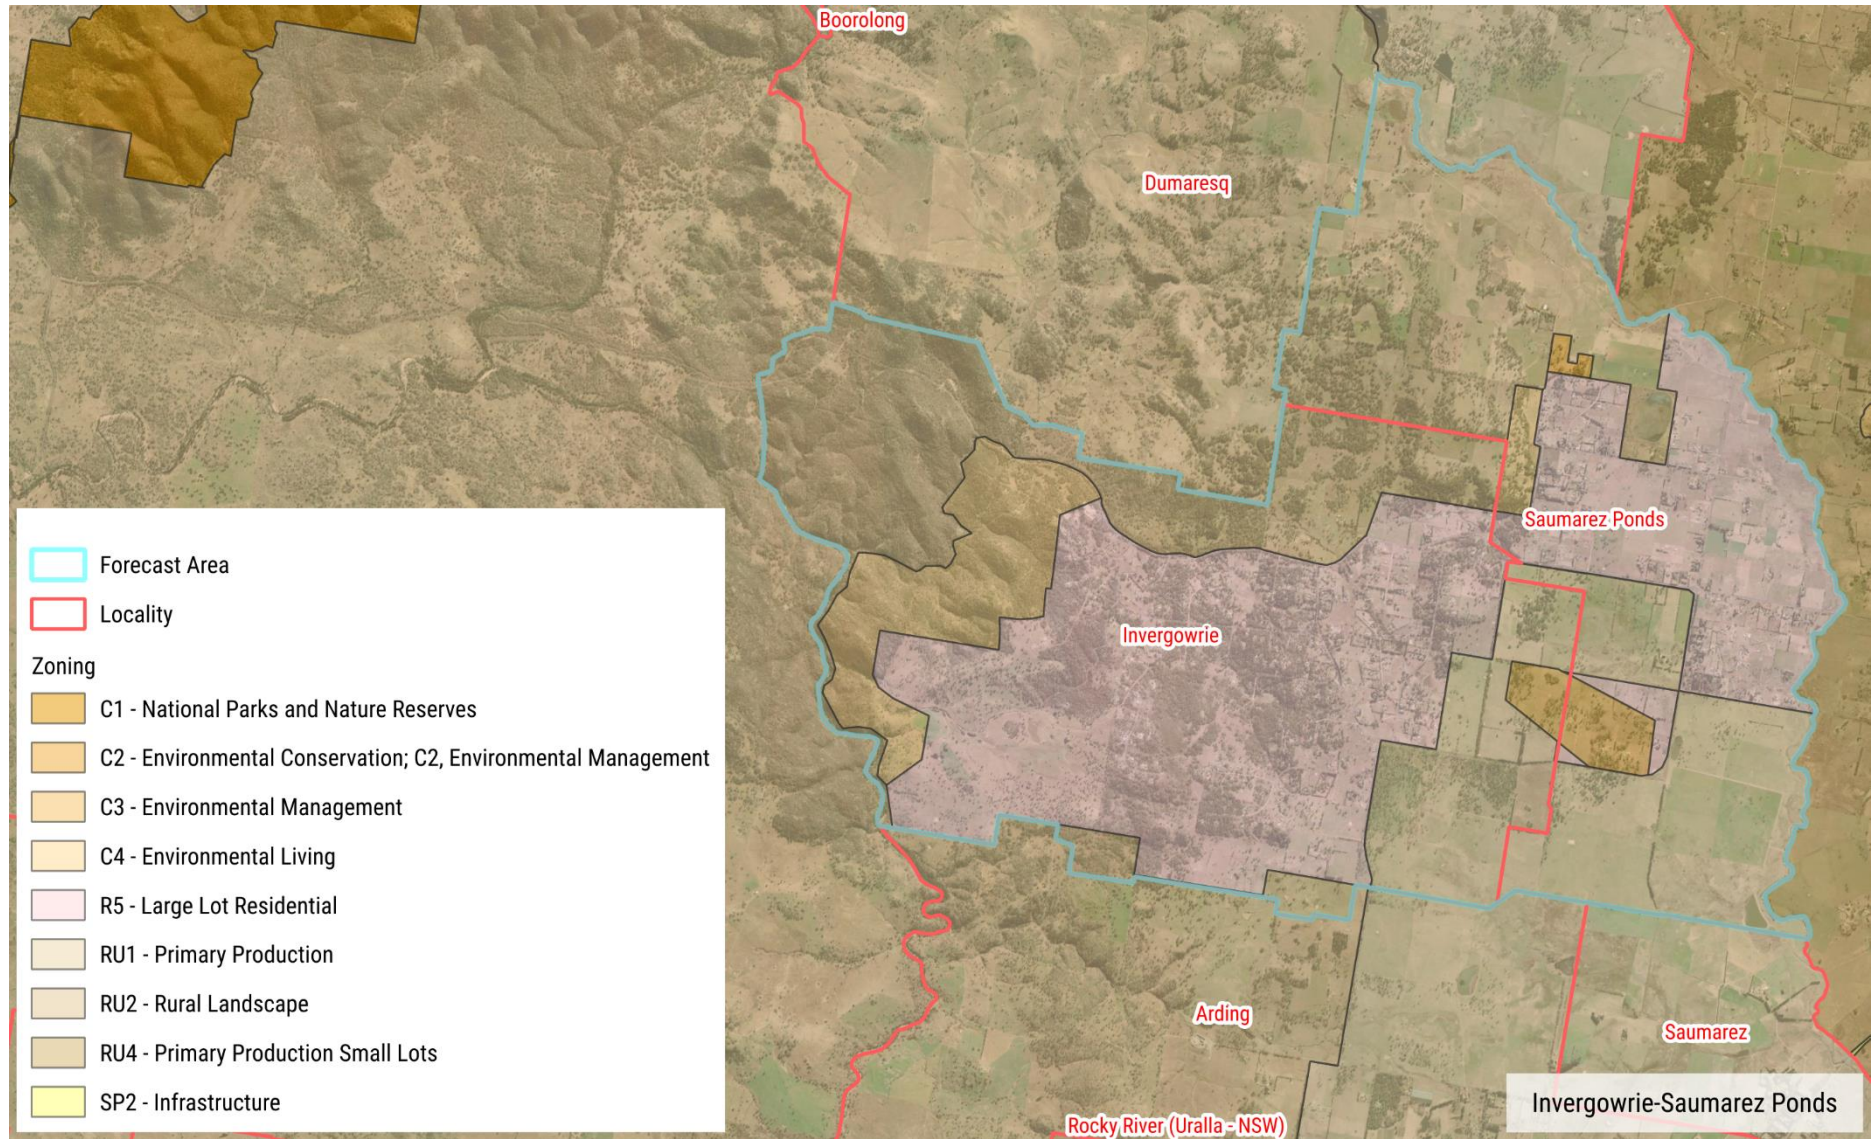 Boorolong
Dumaresq
Saumarez Ponds
Invergowrie
Forecast Area
Locality
Zoning
C1 - National Parks and Nature Reserves
C2 - Environmental Conservation; C2, Environmental Management
C3 - Environmental Management
C4 - Environmental Living
R5 - Large Lot Residential
RU1 - Primary Production
RU2 - Rural Landscape
RU4 - Primary Production Small Lots
SP2 - Infrastructure
Arding
Saumarez
Invergowrie-Saumarez Ponds
Rocky River (Uralla - NSW)